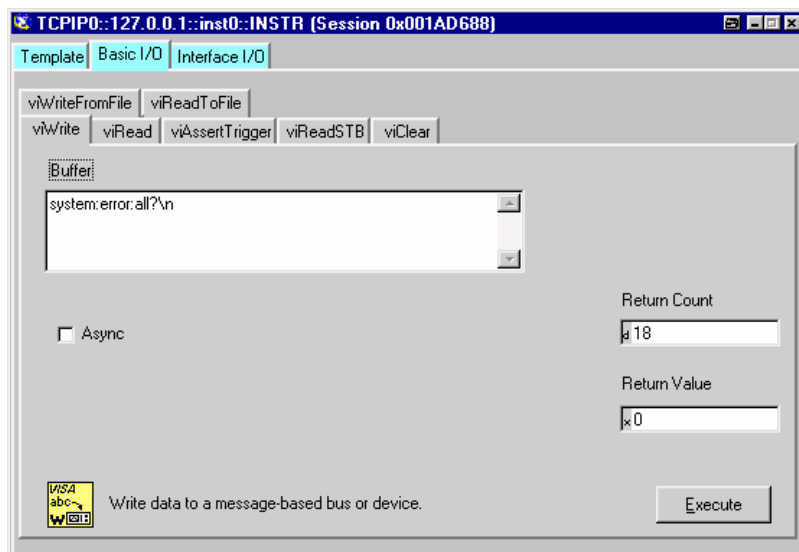 TCPIP0::127.0.0.1::inst0::INSTR (Session 0x001AD688)
Template Basic I/O Interface I/O
viWriteFromFile viReadToFile
viWrite viRead viAssertTrigger viReadSTB viClear
Buffer
system:error:all?\n
Return Count
Async
d 18
Return Value
x 0
VISA
abc
W
Write data to a message-based bus or device.
Execute